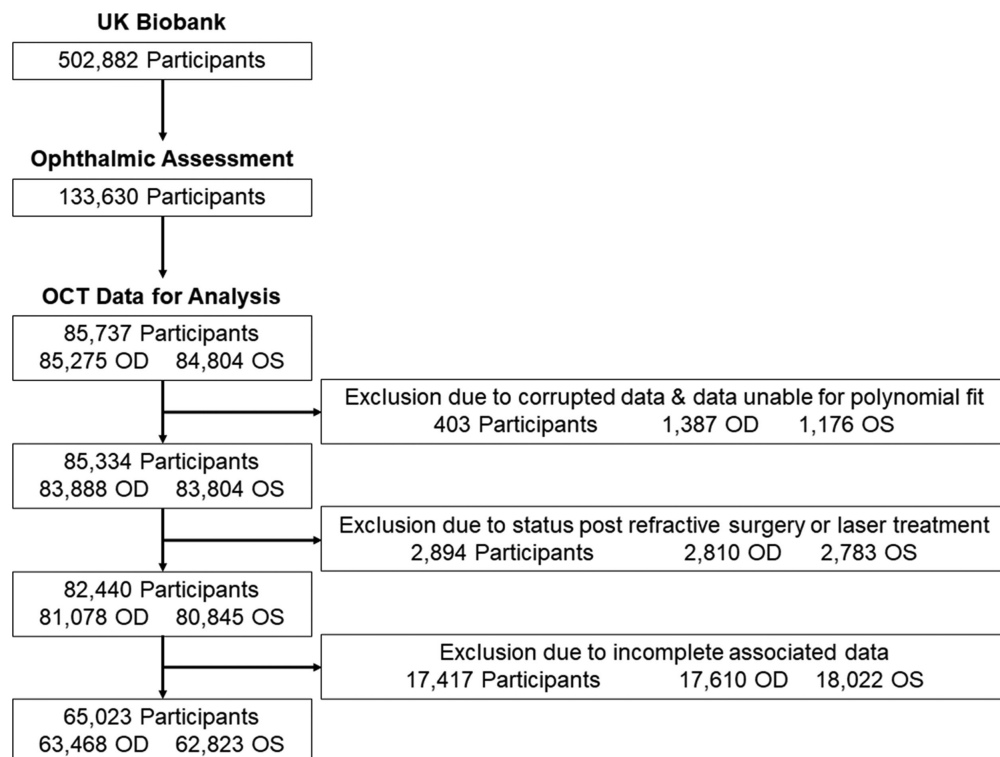 UK Biobank
502,882 Participants
Ophthalmic Assessment
133,630 Participants
OCT Data for Analysis
85,737 Participants
85,275 OD 84,804 OS
Exclusion due to corrupted data & data unable for polynomial fit
403 Participants 1,387 OD 1,176 OS
85,334 Participants
83,888 OD 83,804 OS
Exclusion due to status post refractive surgery or laser treatment
2,894 Participants 2,810 OD 2,783 OS
82,440 Participants
81,078 OD 80,845 OS
Exclusion due to incomplete associated data
17,417 Participants 17,610 OD 18,022 OS
65,023 Participants
63,468 OD 62,823 OS